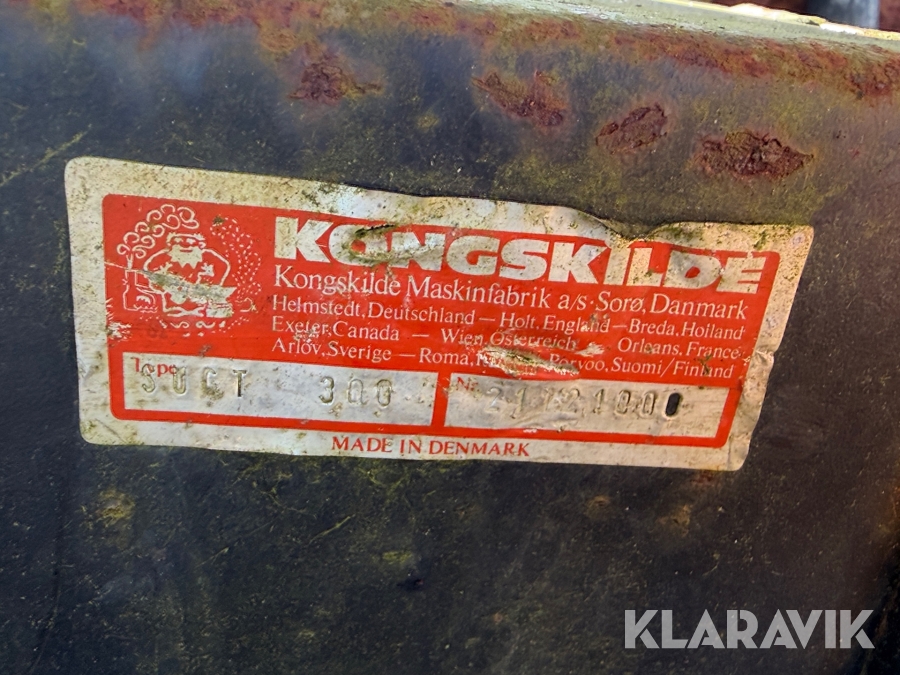 KONGSKILDE
Kongskilde Maskinfabrik a/s · Sorø, Danmark
Helmstedt, Deutschland – Holt, England – Breda, Holland
Exeter, Canada – Wien, Österreich – Orleans, France
Arlöv, Sverige – Roma, Suomi/Finland
Type SUCT 300 Nr.
MADE IN DENMARK
KLARAVIK